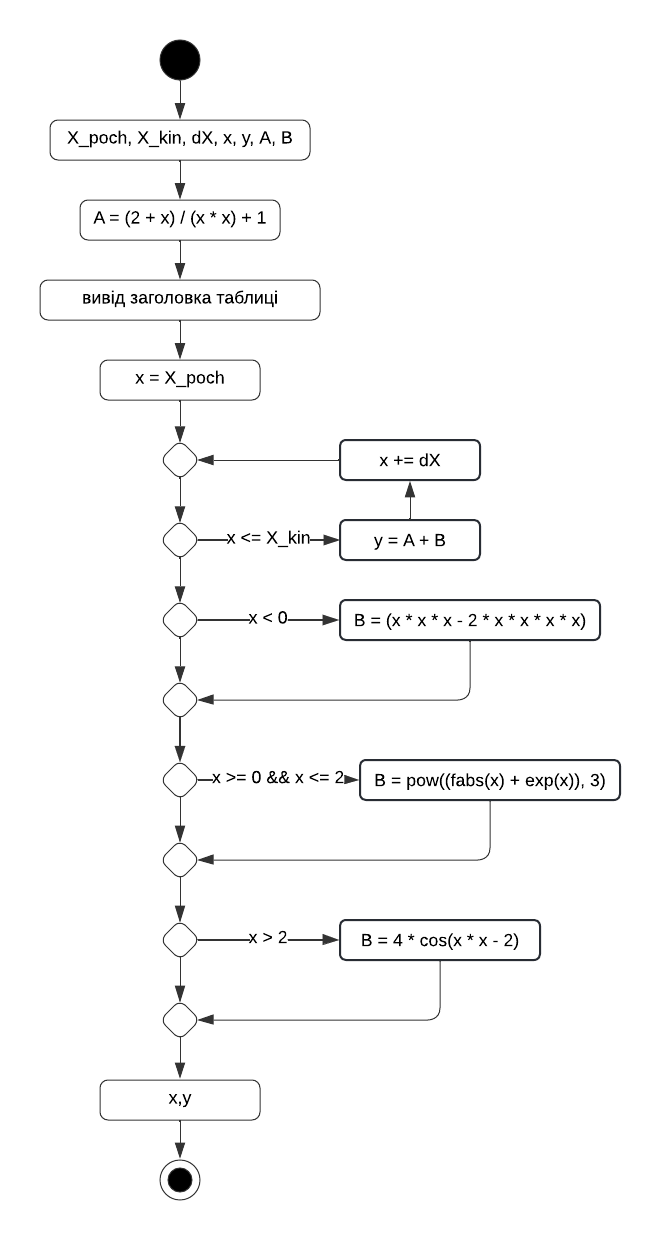 X_poch, X_kin, dX, x, y, A, B
A = (2 + x) / (x * x) + 1
вивід заголовка таблиці
x = X_poch
x += dX
x <= X_kin
y = A + B
x < 0
B = (x * x * x - 2 * x * x * x * x)
x >= 0 && x <= 2
B = pow((fabs(x) + exp(x)), 3)
x > 2
B = 4 * cos(x * x - 2)
x,y